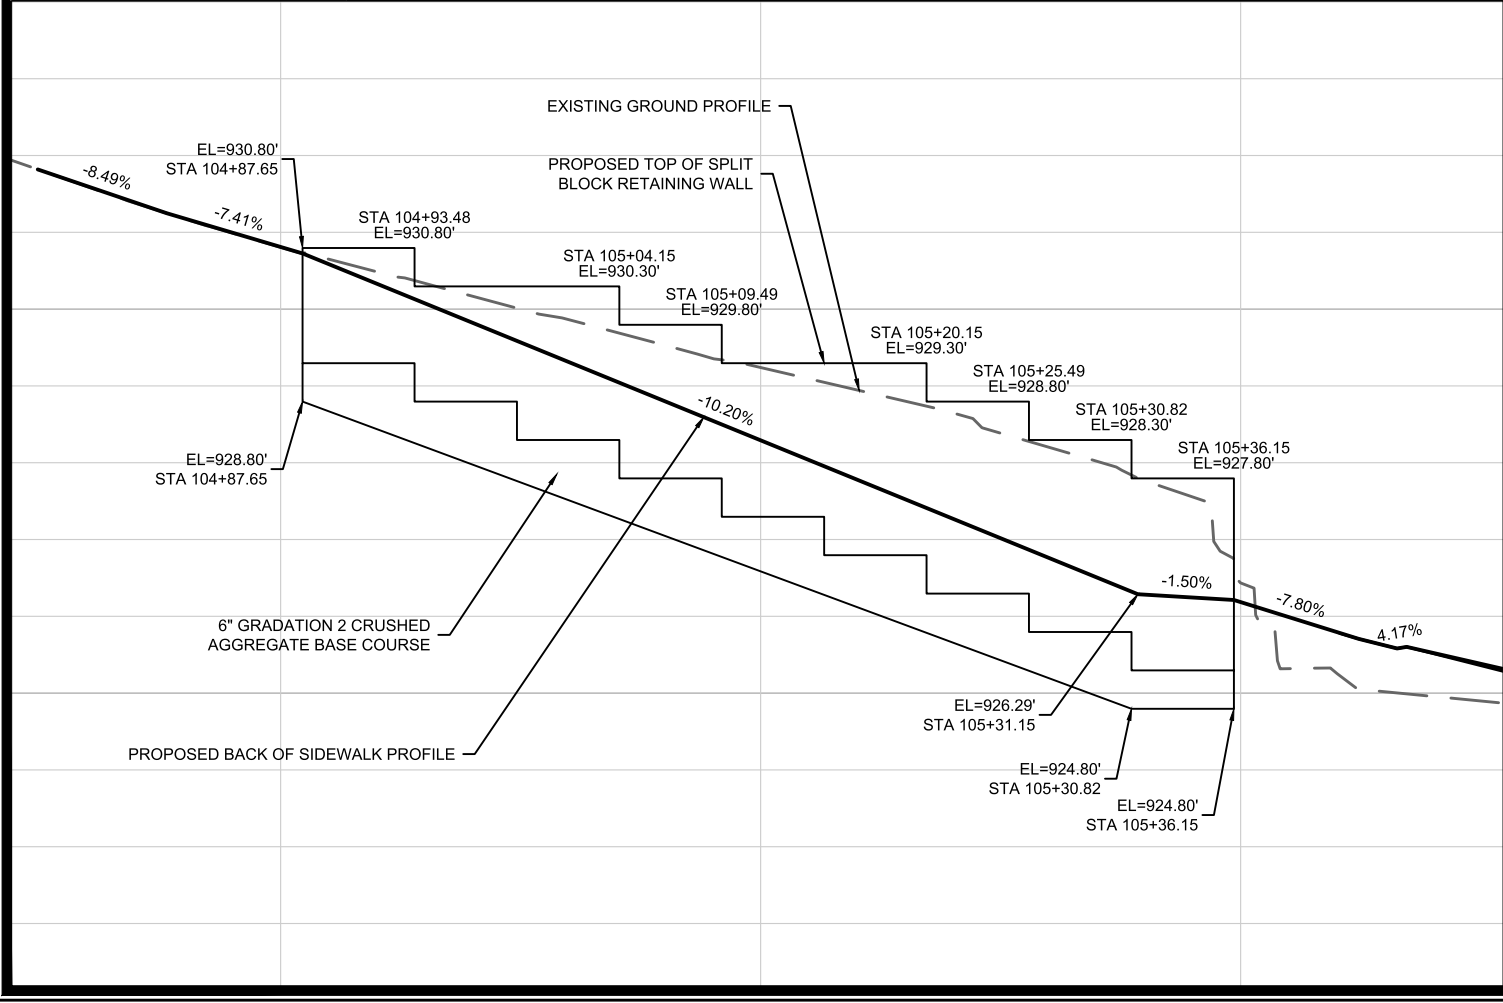 EXISTING GROUND PROFILE
PROPOSED TOP OF SPLIT
BLOCK RETAINING WALL
EL=930.80'
STA 104+87.65
-8.49%
-7.41%
STA 104+93.48
EL=930.80'
STA 105+04.15
EL=930.30'
STA 105+09.49
EL=929.80'
STA 105+20.15
EL=929.30'
STA 105+25.49
EL=928.80'
STA 105+30.82
EL=928.30'
STA 105+36.15
EL=927.80'
-10.20%
EL=928.80'
STA 104+87.65
-1.50%
-7.80%
4.17%
6" GRADATION 2 CRUSHED
AGGREGATE BASE COURSE
EL=926.29'
STA 105+31.15
PROPOSED BACK OF SIDEWALK PROFILE
EL=924.80'
STA 105+30.82
EL=924.80'
STA 105+36.15